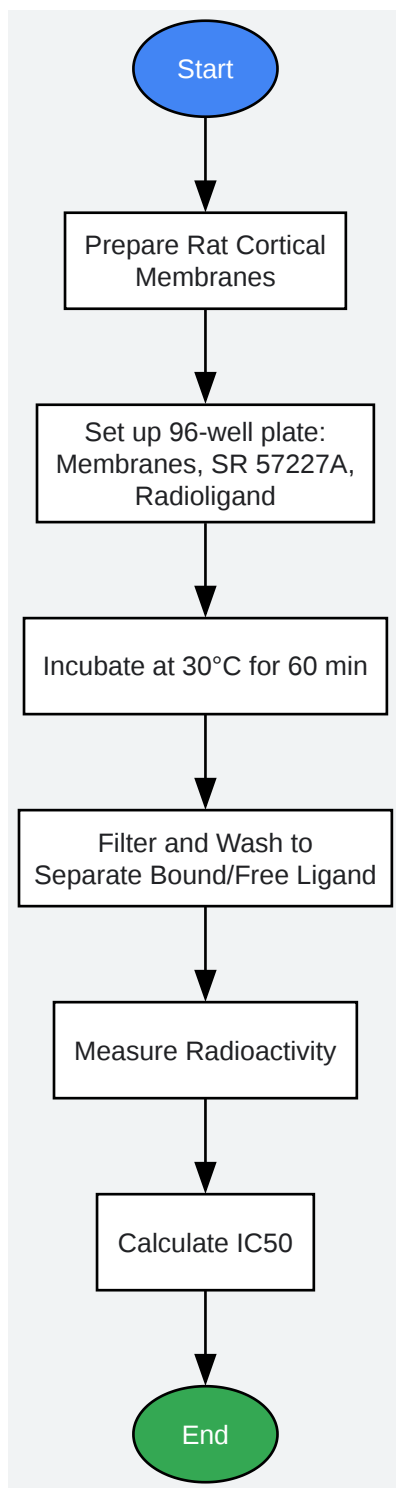 Start
Prepare Rat Cortical
Membranes
Set up 96-well plate:
Membranes, SR 57227A,
Radioligand
Incubate at 30°C for 60 min
Filter and Wash to
Separate Bound/Free Ligand
Measure Radioactivity
Calculate IC50
End